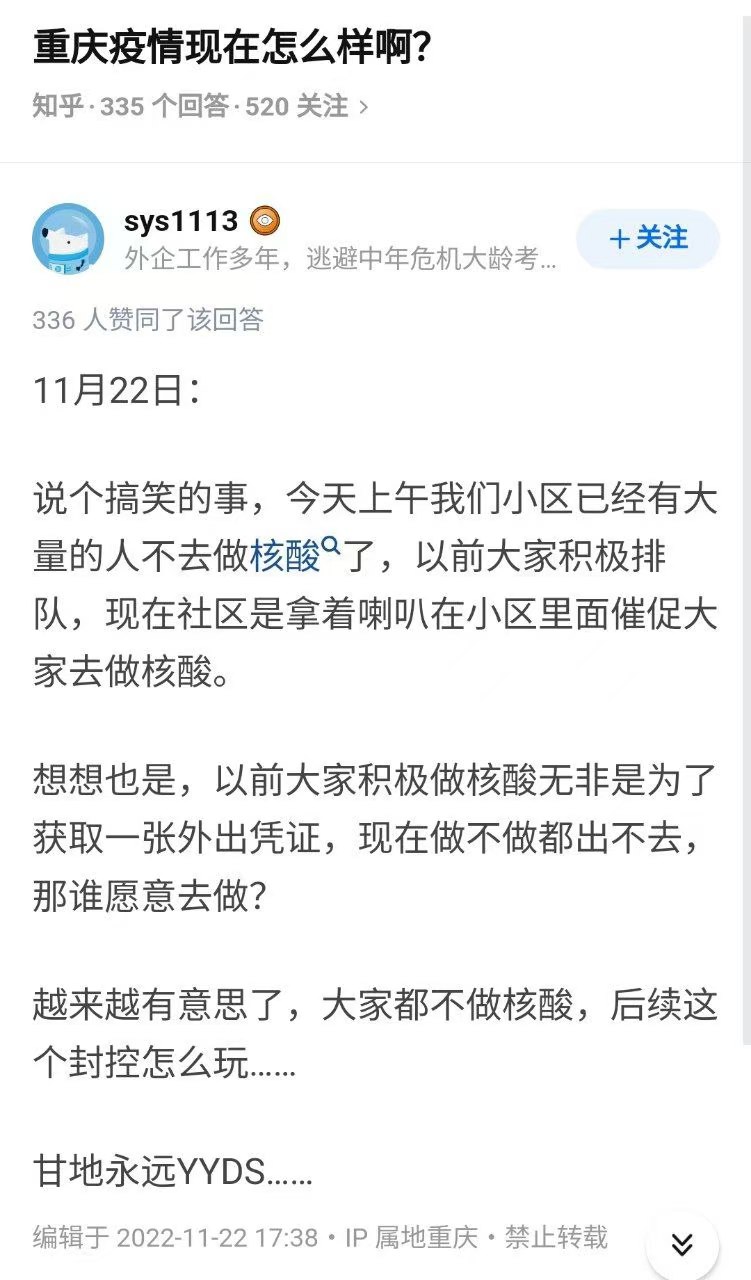 重庆疫情现在怎么样啊？
知乎·335 个回答·520 关注 >
sys1113
外企工作多年，逃避中年危机大龄考...
＋关注
336 人赞同了该回答
11月22日：
说个搞笑的事，今天上午我们小区已经有大
量的人不去做核酸了，以前大家积极排
队，现在社区是拿着喇叭在小区里面催促大
家去做核酸。
想想也是，以前大家积极做核酸无非是为了
获取一张外出凭证，现在做不做都出不去，
那谁愿意去做？
越来越有意思了，大家都不做核酸，后续这
个封控怎么玩……
甘地永远YYDS……
编辑于 2022-11-22 17:38・IP 属地重庆・禁止转载